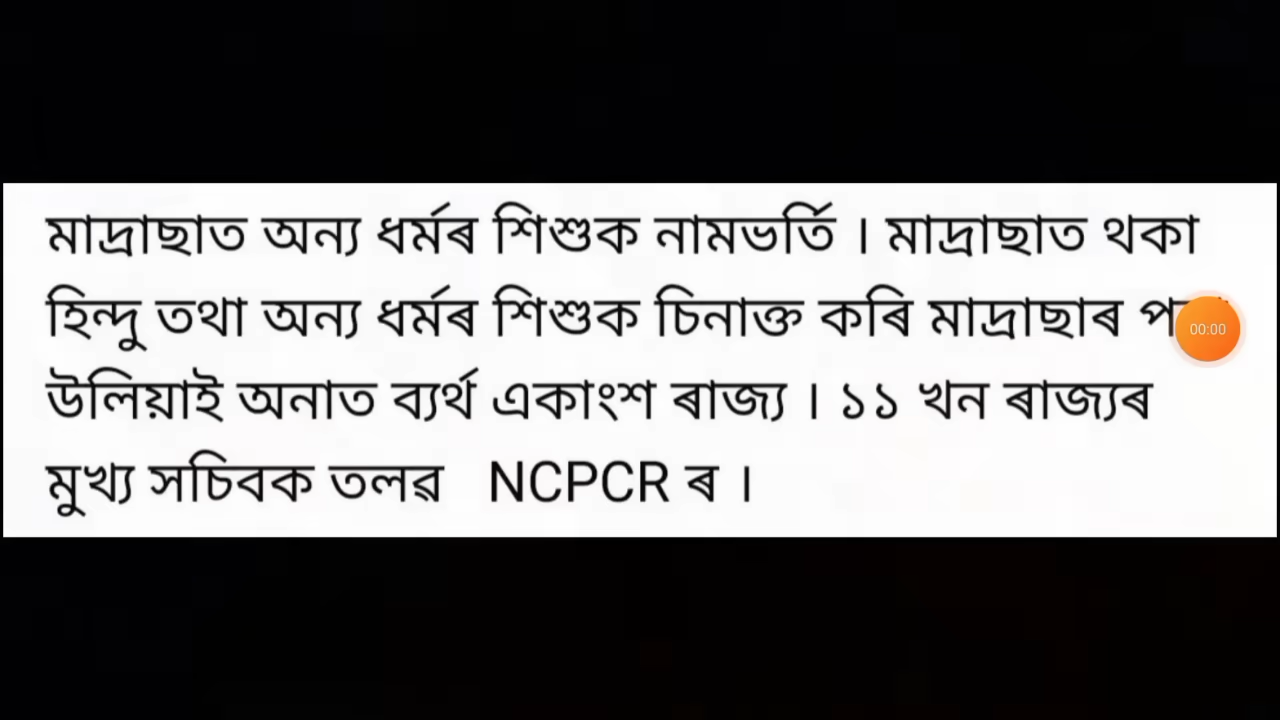 মাদ্ৰাছাত অন্য ধৰ্মৰ শিশুক নামভৰ্তি । মাদ্ৰাছাত থকা
হিন্দু তথা অন্য ধৰ্মৰ শিশুক চিনাক্ত কৰি মাদ্ৰাছাৰ
00:00
উলিয়াই অনাত ব্যৰ্থ একাংশ ৰাজ্য । ১১ খন ৰাজ্যৰ
মুখ্য সচিবক তলৱ NCPCR ৰ ।